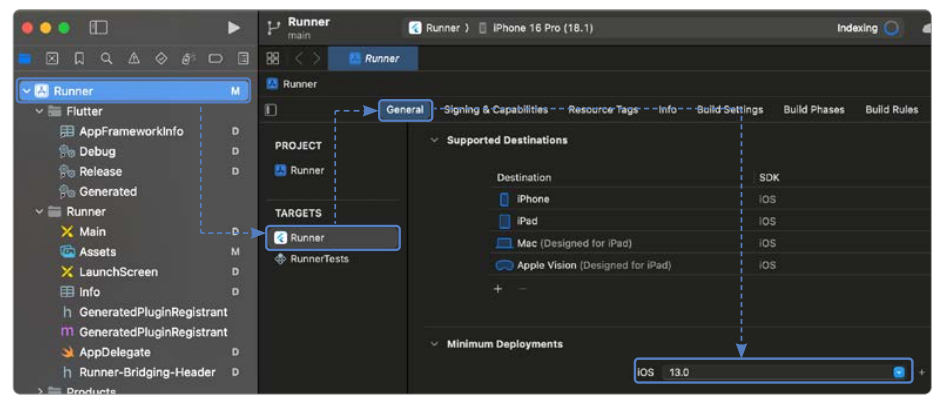 Runner
main
Runner
iPhone 16 Pro (18.1)
Indexing
Runner
Runner M
Runner
Flutter
General Signing & Capabilities Resource Tags Info Build Settings Build Phases Build Rules
AppFrameworkInfo D
Debug D
Release D
Generated
Runner
Main D
Assets M
LaunchScreen D
Info D
h GeneratedPluginRegistrant
m GeneratedPluginRegistrant
AppDelegate D
h Runner-Bridging-Header D
Products
PROJECT
Runner
TARGETS
Runner
RunnerTests
Supported Destinations
Destination SDK
iPhone iOS
iPad iOS
Mac (Designed for iPad) iOS
Apple Vision (Designed for iPad) iOS
+ −
Minimum Deployments
iOS 13.0 +